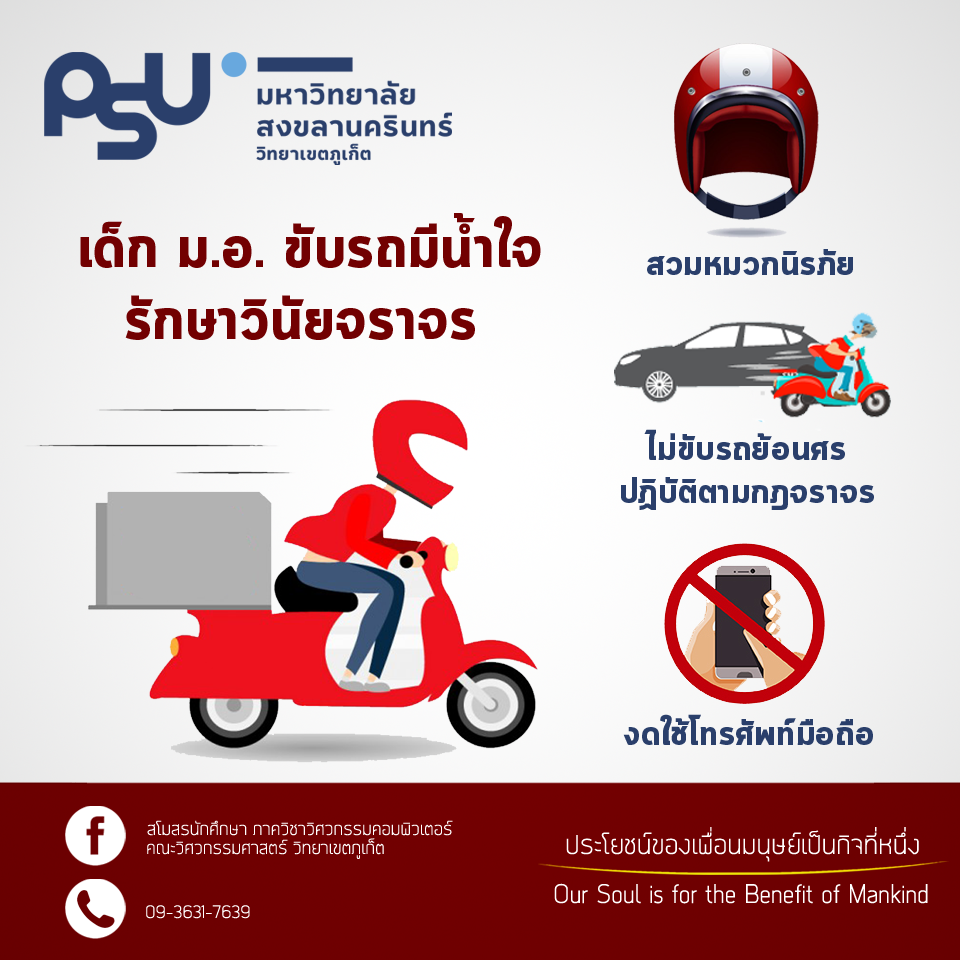 PSU
มหาวิทยาลัย
สงขลานครินทร์
วิทยาเขตภูเก็ต
เด็ก ม.อ. ขับรถมีน้ำใจ
รักษาวินัยจราจร
สวมหมวกนิรภัย
ไม่ขับรถย้อนศร
ปฏิบัติตามกฎจราจร
งดใช้โทรศัพท์มือถือ
สโมสรนักศึกษา ภาควิชาวิศวกรรมคอมพิวเตอร์
คณะวิศวกรรมศาสตร์ วิทยาเขตภูเก็ต
09-3631-7639
ประโยชน์ของเพื่อนมนุษย์เป็นกิจที่หนึ่ง
Our Soul is for the Benefit of Mankind